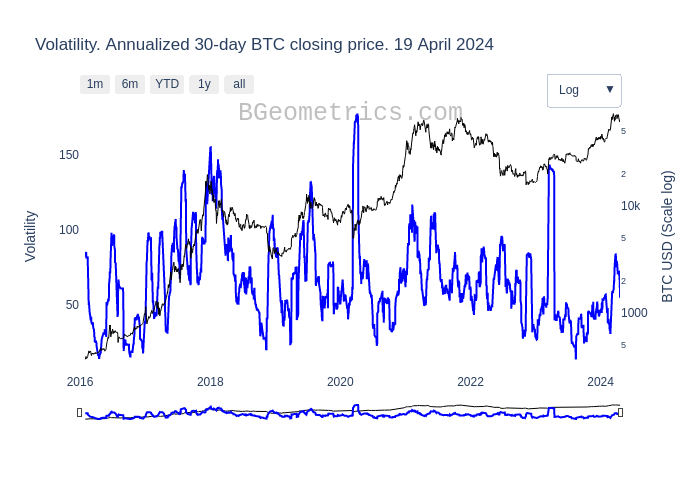 Volatility. Annualized 30-day BTC closing price. 19 April 2024
1m 6m YTD 1y all
Log ▼
BGeometrics.com
150
100
50
Volatility
5
2
10k
5
2
1000
5
BTC USD (Scale log)
2016 2018 2020 2022 2024